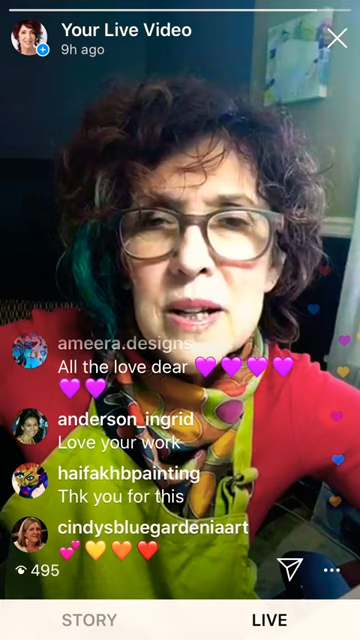 Your Live Video
9h ago
ameera.designs
All the love dear 💜💜💜💜
💜💜
anderson_ingrid
Love your work
haifakhbpainting
Thk you for this
cindysbluegardeniaart
💕💛🧡❤️
495
STORY
LIVE